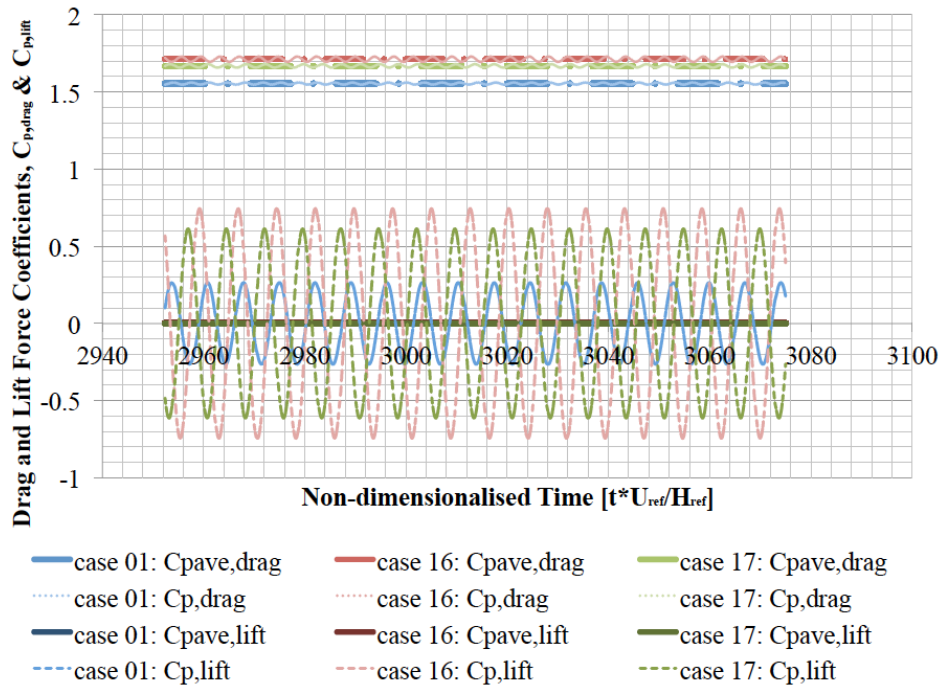 Drag and Lift Force Coefficients, Cp,drag & Cp,lift
2
1.5
1
0.5
0
-0.5
-1
2940 2960 2980 3000 3020 3040 3060 3080 3100
Non-dimensionalised Time [t*Uref/Href]
case 01: Cpave,drag case 16: Cpave,drag case 17: Cpave,drag
case 01: Cp,drag case 16: Cp,drag case 17: Cp,drag
case 01: Cpave,lift case 16: Cpave,lift case 17: Cpave,lift
case 01: Cp,lift case 16: Cp,lift case 17: Cp,lift